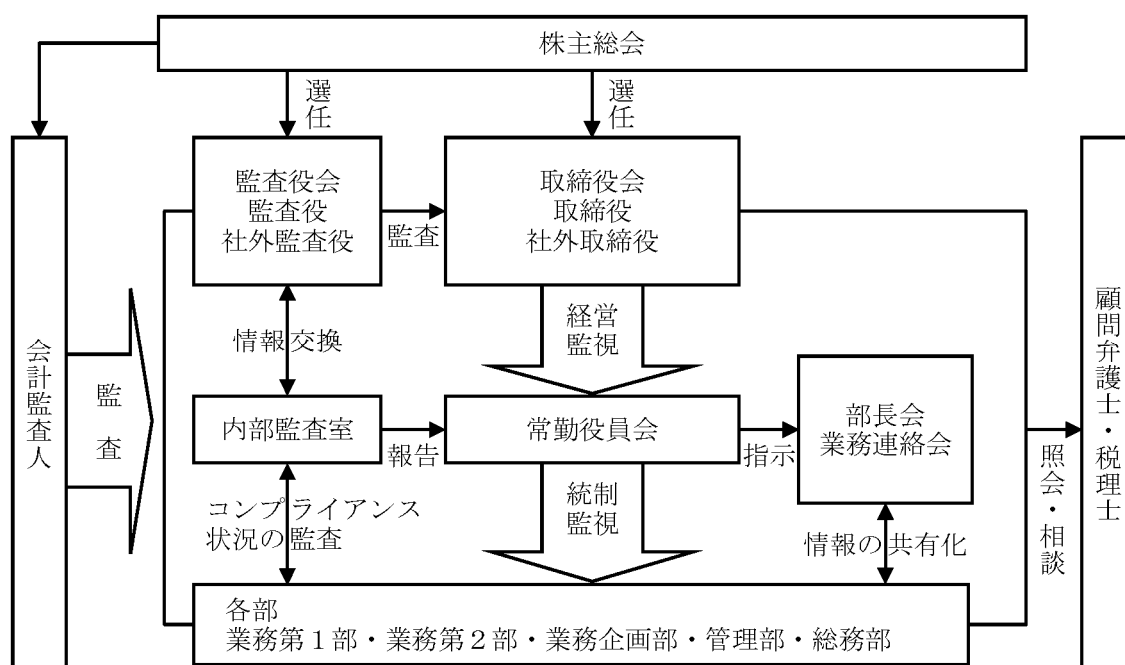 株主総会
選任
選任
監査役会
監査役
社外監査役
監査
取締役会
取締役
社外取締役
会計監査人
監査
情報交換
経営
監視
顧問弁護士・税理士
内部監査室
報告
常勤役員会
指示
部長会
業務連絡会
照会・相談
コンプライアンス
状況の監査
統制
監視
情報の共有化
各部
業務第1部・業務第2部・業務企画部・管理部・総務部